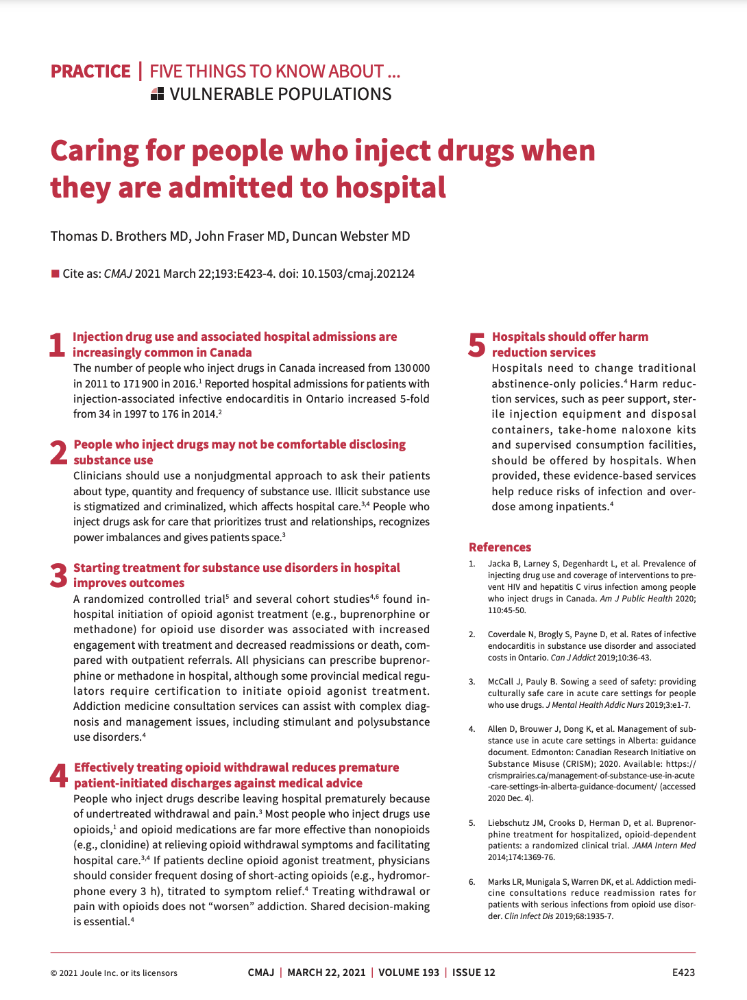 PRACTICE | FIVE THINGS TO KNOW ABOUT ...
VULNERABLE POPULATIONS
Caring for people who inject drugs when
they are admitted to hospital
Thomas D. Brothers MD, John Fraser MD, Duncan Webster MD
■ Cite as: CMAJ 2021 March 22;193:E423-4. doi: 10.1503/cmaj.202124
1 Injection drug use and associated hospital admissions are
increasingly common in Canada
The number of people who inject drugs in Canada increased from 130 000
in 2011 to 171 900 in 2016.¹ Reported hospital admissions for patients with
injection-associated infective endocarditis in Ontario increased 5-fold
from 34 in 1997 to 176 in 2014.²
2 People who inject drugs may not be comfortable disclosing
substance use
Clinicians should use a nonjudgmental approach to ask their patients
about type, quantity and frequency of substance use. Illicit substance use
is stigmatized and criminalized, which affects hospital care.³,⁴ People who
inject drugs ask for care that prioritizes trust and relationships, recognizes
power imbalances and gives patients space.³
3 Starting treatment for substance use disorders in hospital
improves outcomes
A randomized controlled trial⁵ and several cohort studies⁴,⁶ found in-
hospital initiation of opioid agonist treatment (e.g., buprenorphine or
methadone) for opioid use disorder was associated with increased
engagement with treatment and decreased readmissions or death, com-
pared with outpatient referrals. All physicians can prescribe buprenor-
phine or methadone in hospital, although some provincial medical regu-
lators require certification to initiate opioid agonist treatment.
Addiction medicine consultation services can assist with complex diag-
nosis and management issues, including stimulant and polysubstance
use disorders.⁴
4 Effectively treating opioid withdrawal reduces premature
patient-initiated discharges against medical advice
People who inject drugs describe leaving hospital prematurely because
of undertreated withdrawal and pain.³ Most people who inject drugs use
opioids,¹ and opioid medications are far more effective than nonopioids
(e.g., clonidine) at relieving opioid withdrawal symptoms and facilitating
hospital care.³,⁴ If patients decline opioid agonist treatment, physicians
should consider frequent dosing of short-acting opioids (e.g., hydromor-
phone every 3 h), titrated to symptom relief.⁴ Treating withdrawal or
pain with opioids does not “worsen” addiction. Shared decision-making
is essential.⁴
5 Hospitals should offer harm
reduction services
Hospitals need to change traditional
abstinence-only policies.⁴ Harm reduc-
tion services, such as peer support, ster-
ile injection equipment and disposal
containers, take-home naloxone kits
and supervised consumption facilities,
should be offered by hospitals. When
provided, these evidence-based services
help reduce risks of infection and over-
dose among inpatients.⁴
References
1. Jacka B, Larney S, Degenhardt L, et al. Prevalence of
injecting drug use and coverage of interventions to pre-
vent HIV and hepatitis C virus infection among people
who inject drugs in Canada. Am J Public Health 2020;
110:45-50.
2. Coverdale N, Brogly S, Payne D, et al. Rates of infective
endocarditis in substance use disorder and associated
costs in Ontario. Can J Addict 2019;10:36-43.
3. McCall J, Pauly B. Sowing a seed of safety: providing
culturally safe care in acute care settings for people
who use drugs. J Mental Health Addic Nurs 2019;3:e1-7.
4. Allen D, Brouwer J, Dong K, et al. Management of sub-
stance use in acute care settings in Alberta: guidance
document. Edmonton: Canadian Research Initiative on
Substance Misuse (CRISM); 2020. Available: https://
crismprairies.ca/management-of-substance-use-in-acute
-care-settings-in-alberta-guidance-document/ (accessed
2020 Dec. 4).
5. Liebschutz JM, Crooks D, Herman D, et al. Buprenor-
phine treatment for hospitalized, opioid-dependent
patients: a randomized clinical trial. JAMA Intern Med
2014;174:1369-76.
6. Marks LR, Munigala S, Warren DK, et al. Addiction medi-
cine consultations reduce readmission rates for
patients with serious infections from opioid use disor-
der. Clin Infect Dis 2019;68:1935-7.
© 2021 Joule Inc. or its licensors CMAJ | MARCH 22, 2021 | VOLUME 193 | ISSUE 12 E423